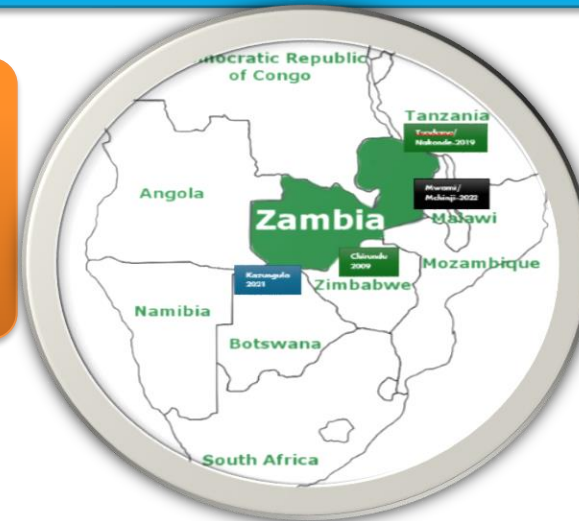 mocratic Republic
of Congo
Tanzania
Tunduma/
Nakonde-2019
Angola
Mwami/
Mchinji-2022
Zambia
Malawi
Chirundu
2009
Mozambique
Kazungula
2021
Zimbabwe
Namibia
Botswana
South Africa